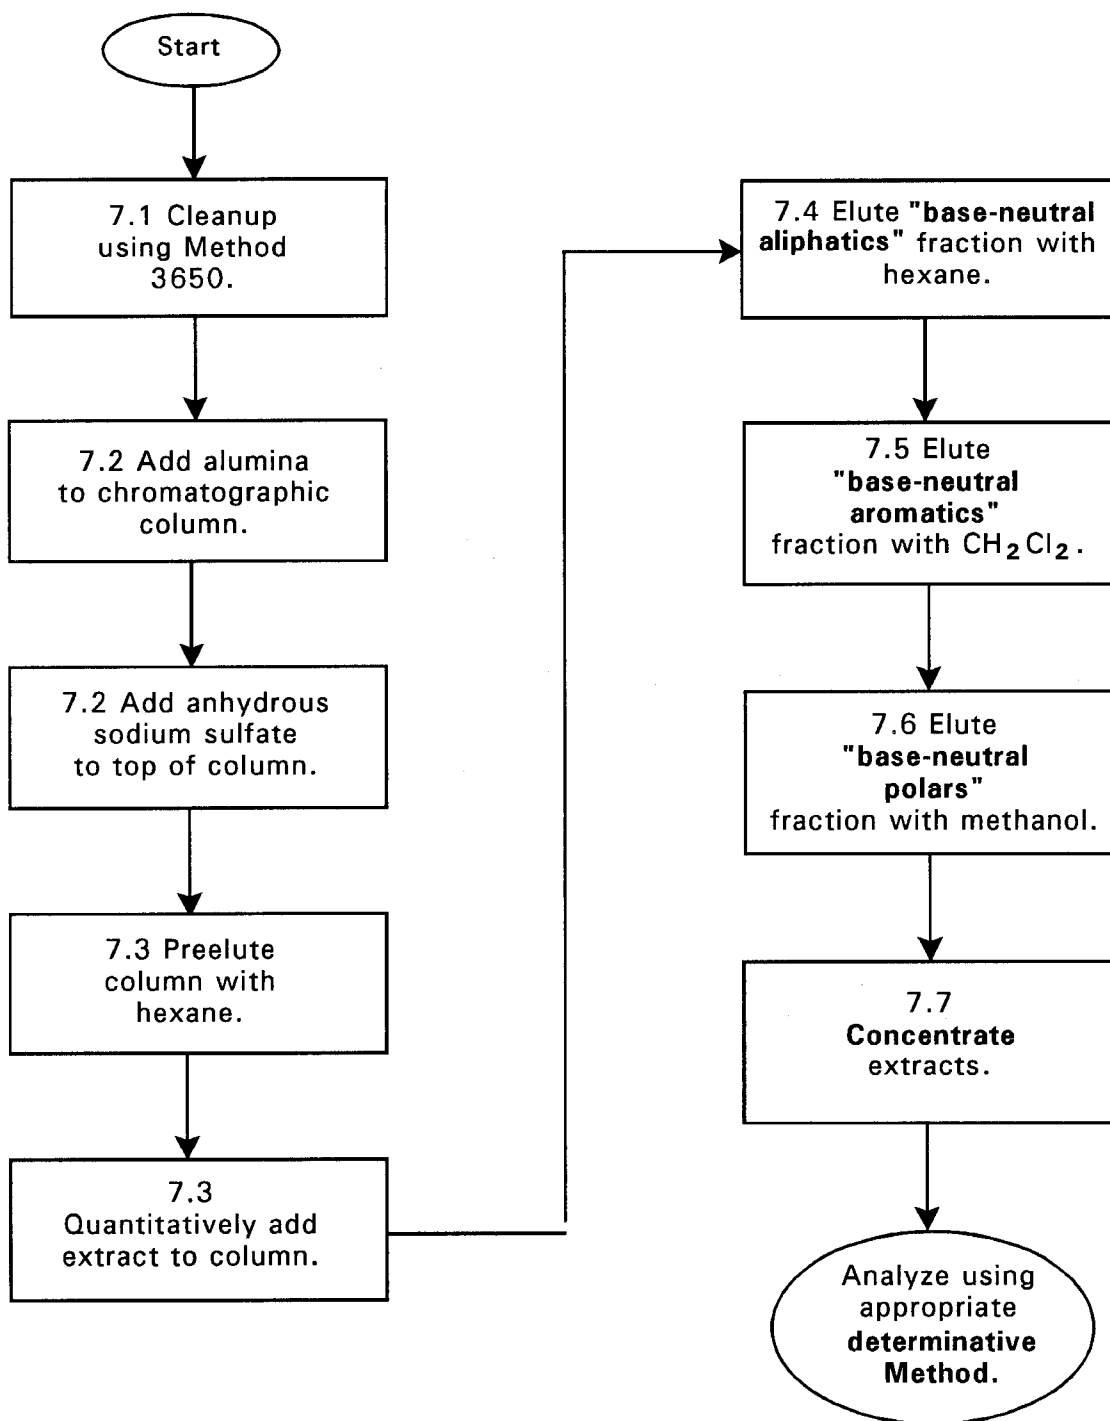 Start
7.1 Cleanup
using Method
3650.
7.2 Add alumina
to chromatographic
column.
7.2 Add anhydrous
sodium sulfate
to top of column.
7.3 Preelute
column with
hexane.
7.3
Quantitatively add
extract to column.
7.4 Elute "base-neutral
aliphatics" fraction with
hexane.
7.5 Elute
"base-neutral
aromatics"
fraction with CH₂Cl₂.
7.6 Elute
"base-neutral
polars"
fraction with methanol.
7.7
Concentrate
extracts.
Analyze using
appropriate
determinative
Method.